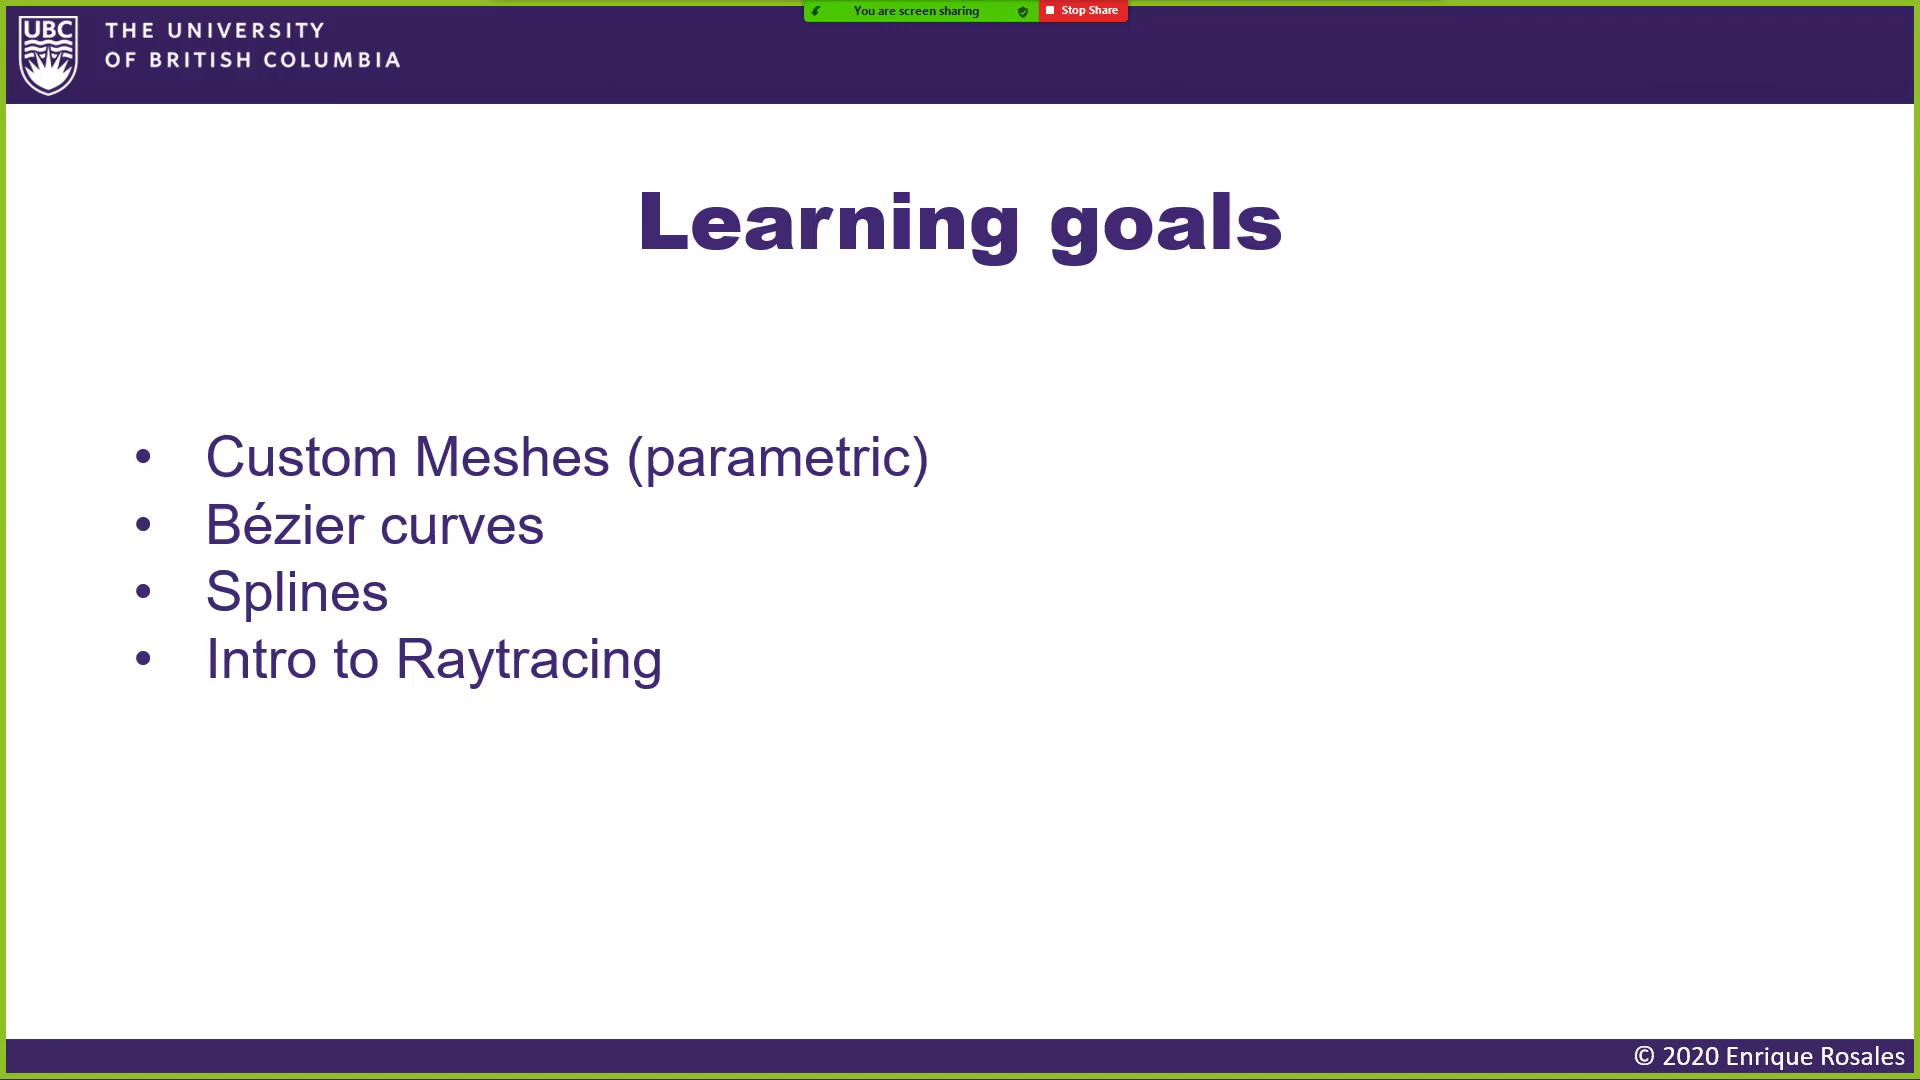 You are screen sharing
Stop Share
UBC
THE UNIVERSITY
OF BRITISH COLUMBIA
Learning goals
• Custom Meshes (parametric)
• Bézier curves
• Splines
• Intro to Raytracing
© 2020 Enrique Rosales